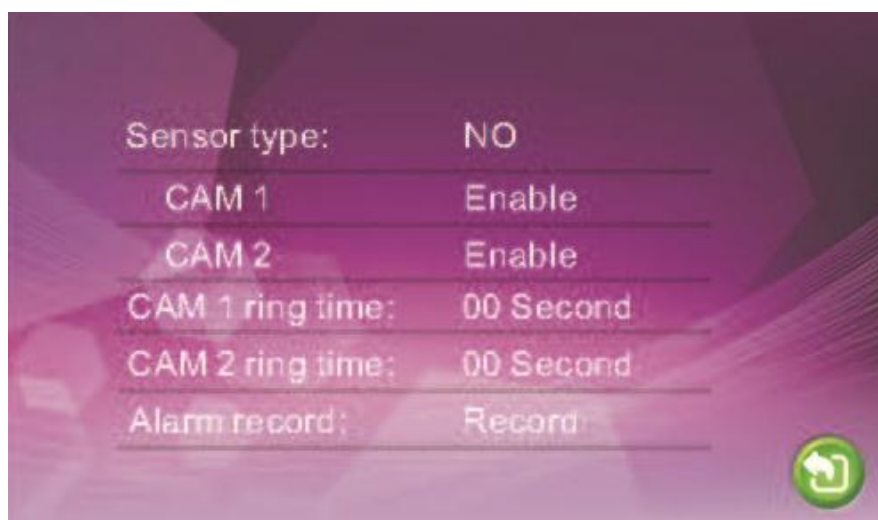 Sensor type: NO
CAM 1 Enable
CAM 2 Enable
CAM 1 ring time: 00 Second
CAM 2 ring time: 00 Second
Alarm record: Record